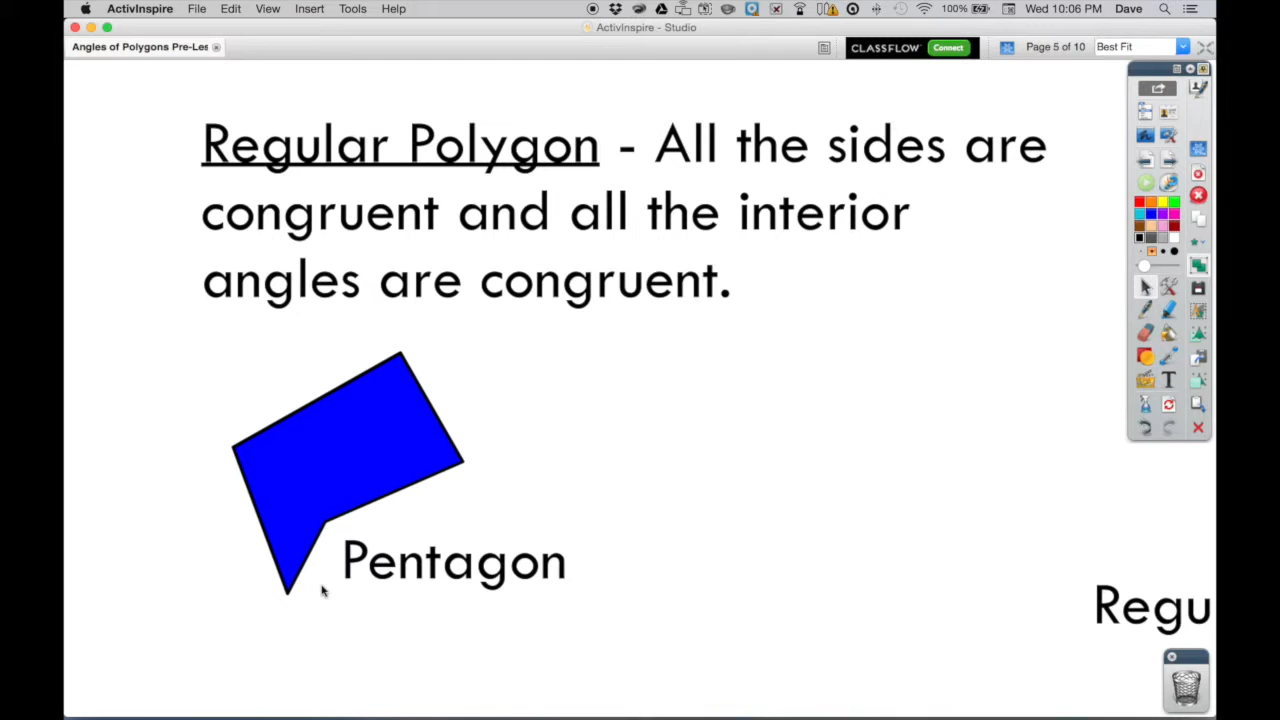 ActivInspire File Edit View Insert Tools Help 100% Wed 10:06 PM Dave
ActivInspire - Studio
Angles of Polygons Pre-Les CLASSFLOW Connect Page 5 of 10 Best Fit
Regular Polygon - All the sides are
congruent and all the interior
angles are congruent.
Pentagon
Regu